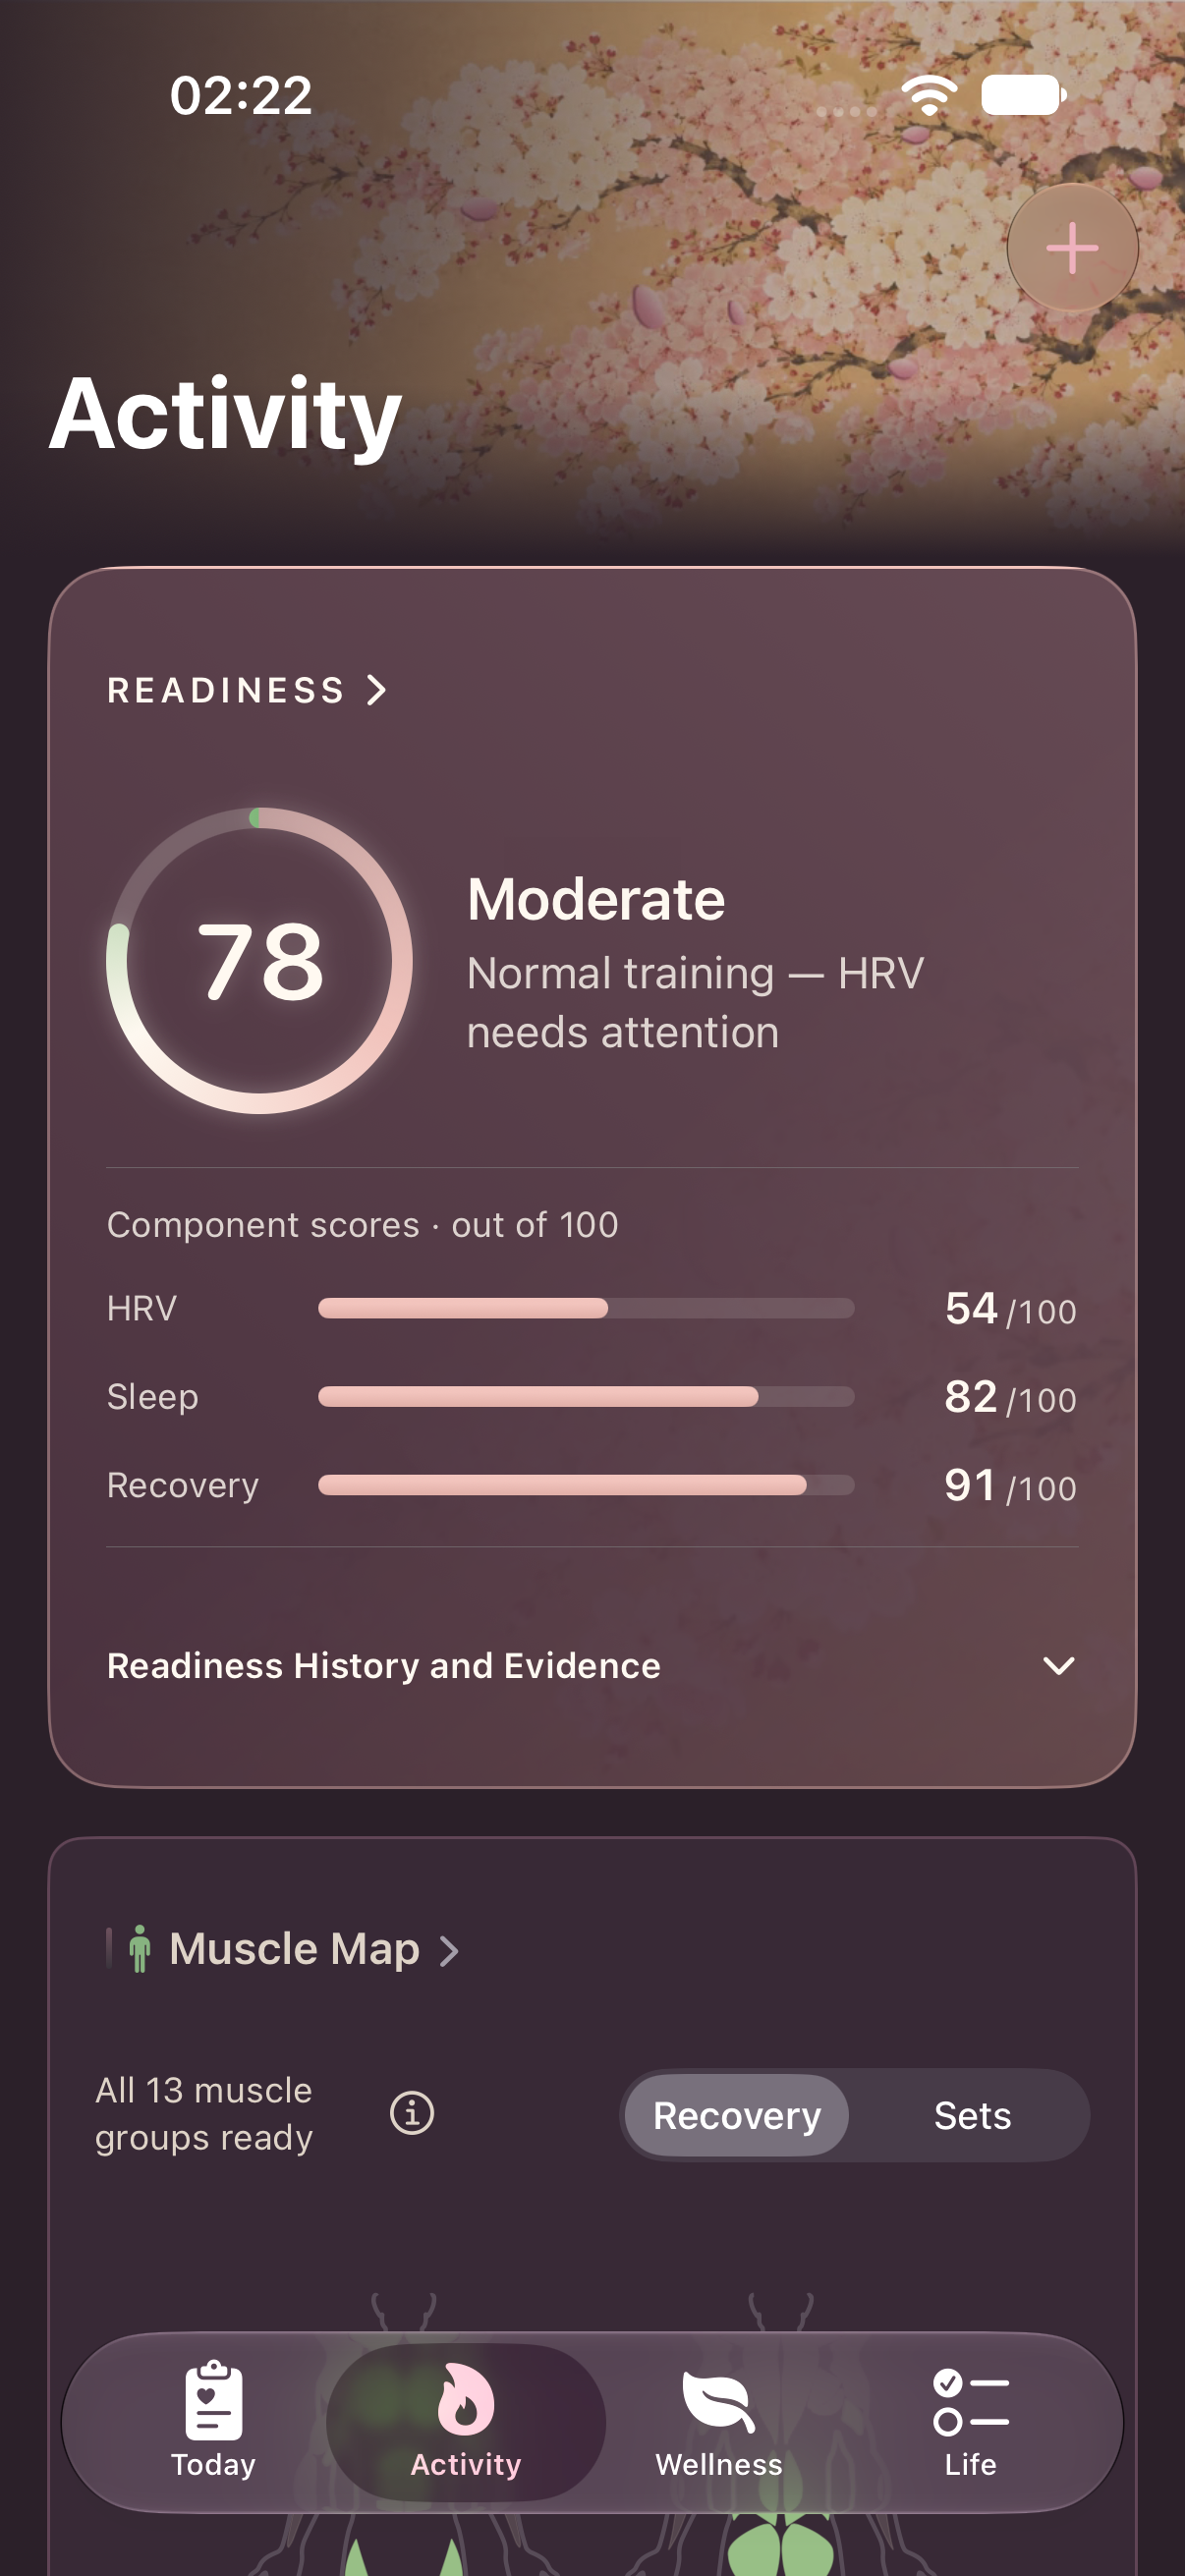 02:22
Activity
READINESS
78
Moderate
Normal training — HRV
needs attention
Component scores · out of 100
HRV 54/100
Sleep 82/100
Recovery 91/100
Readiness History and Evidence
Muscle Map
All 13 muscle
groups ready
Recovery Sets
Today Activity Wellness Life